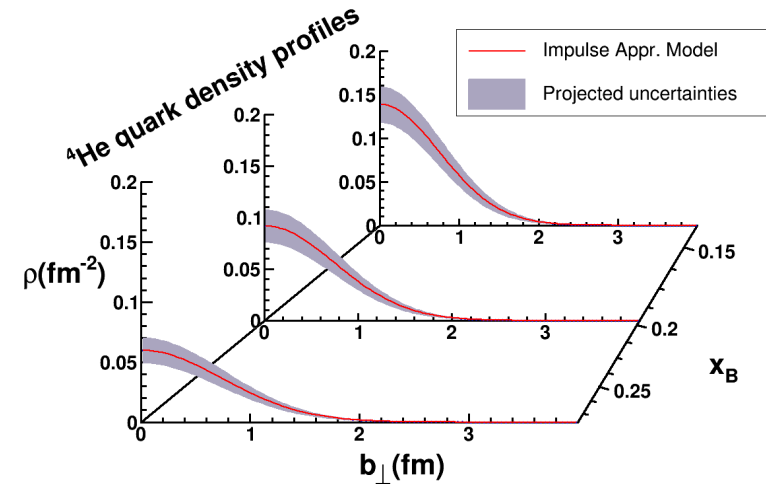 ⁴He quark density profiles
Impulse Appr. Model
Projected uncertainties
0.2
0.15
0.1
0.05
0
0 1 2 3
0.2
0.15
0.1
0.05
0
0 1 2 3
0.2
0.15
0.1
0.05
0
0 1 2 3
ρ(fm⁻²)
b⊥(fm)
0.15
0.2
0.25
x_B